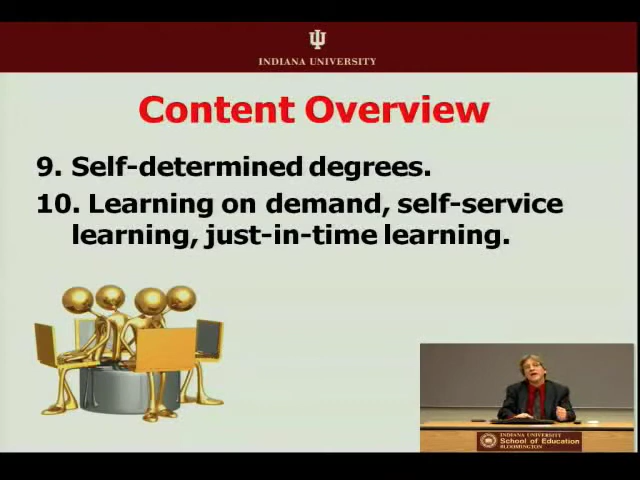 INDIANA UNIVERSITY
Content Overview
9. Self-determined degrees.
10. Learning on demand, self-service
learning, just-in-time learning.
INDIANA UNIVERSITY
School of Education
BLOOMINGTON